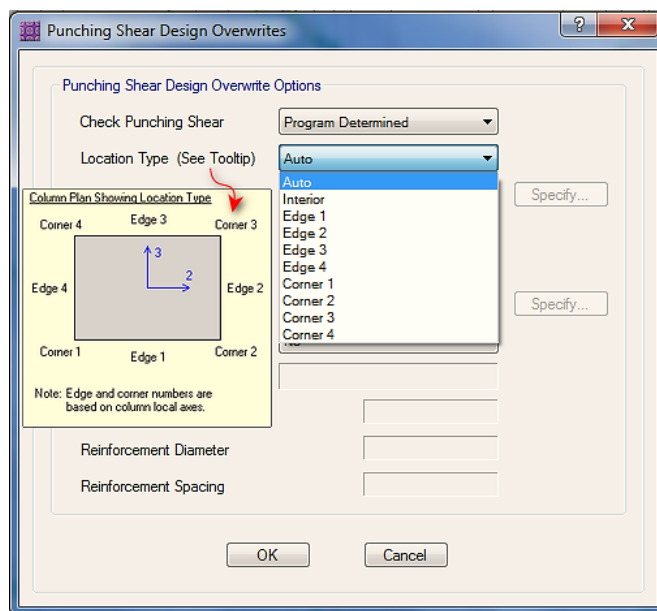 Punching Shear Design Overwrites
?
X
Punching Shear Design Overwrite Options
Check Punching Shear
Program Determined
Location Type (See Tooltip)
Auto
Auto
Interior
Edge 1
Edge 2
Edge 3
Edge 4
Corner 1
Corner 2
Corner 3
Corner 4
Specify...
Specify...
Column Plan Showing Location Type
Corner 4
Edge 3
Corner 3
3
2
Edge 4
Edge 2
Corner 1
Edge 1
Corner 2
Note: Edge and corner numbers are
based on column local axes.
Reinforcement Diameter
Reinforcement Spacing
OK
Cancel